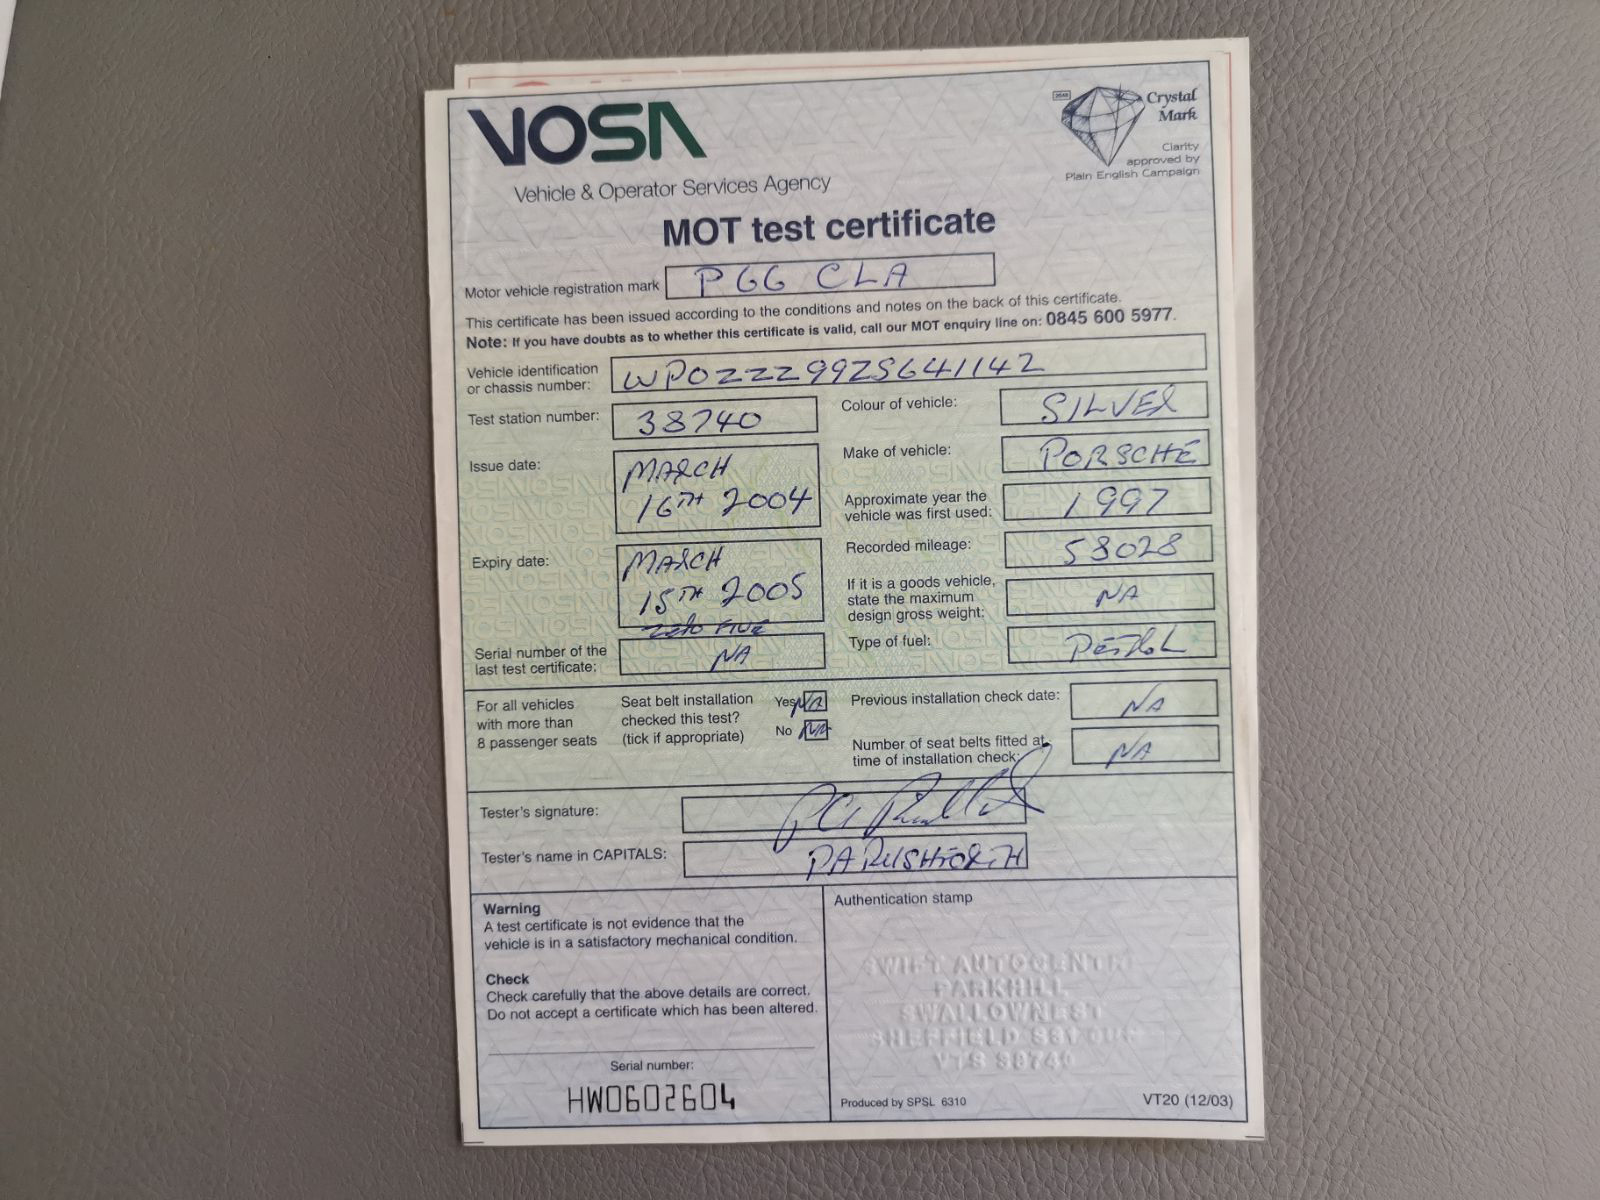 VOSA
Vehicle & Operator Services Agency
Crystal
Mark
Clarity
approved by
Plain English Campaign
MOT test certificate
Motor vehicle registration mark P66 CLA
This certificate has been issued according to the conditions and notes on the back of this certificate.
Note: If you have doubts as to whether this certificate is valid, call our MOT enquiry line on: 0845 600 5977.
Vehicle identification
or chassis number: WPOZZZ99ZS641142
Test station number: 38740
Colour of vehicle: SILVER
Issue date: MARCH
16TH 2004
Make of vehicle: PORSCHE
Approximate year the
vehicle was first used: 1997
Expiry date: MARCH
15TH 2005
ZERO FIVE
Recorded mileage: 58028
If it is a goods vehicle,
state the maximum
design gross weight: NA
Serial number of the
last test certificate: NA
Type of fuel: PETROL
For all vehicles
with more than
8 passenger seats
Seat belt installation
checked this test?
(tick if appropriate)
Yes N/A
No NA
Previous installation check date: NA
Number of seat belts fitted at
time of installation check: NA
Tester's signature:
Tester's name in CAPITALS: PA RUSHFORTH
Warning
A test certificate is not evidence that the
vehicle is in a satisfactory mechanical condition.
Check
Check carefully that the above details are correct.
Do not accept a certificate which has been altered.
Serial number:
HW0602604
Authentication stamp
SWIFT AUTOCENTR
PARKHILL
SWALLOWNEST
SHEFFIELD
VTS 38740
Produced by SPSL 6310
VT20 (12/03)